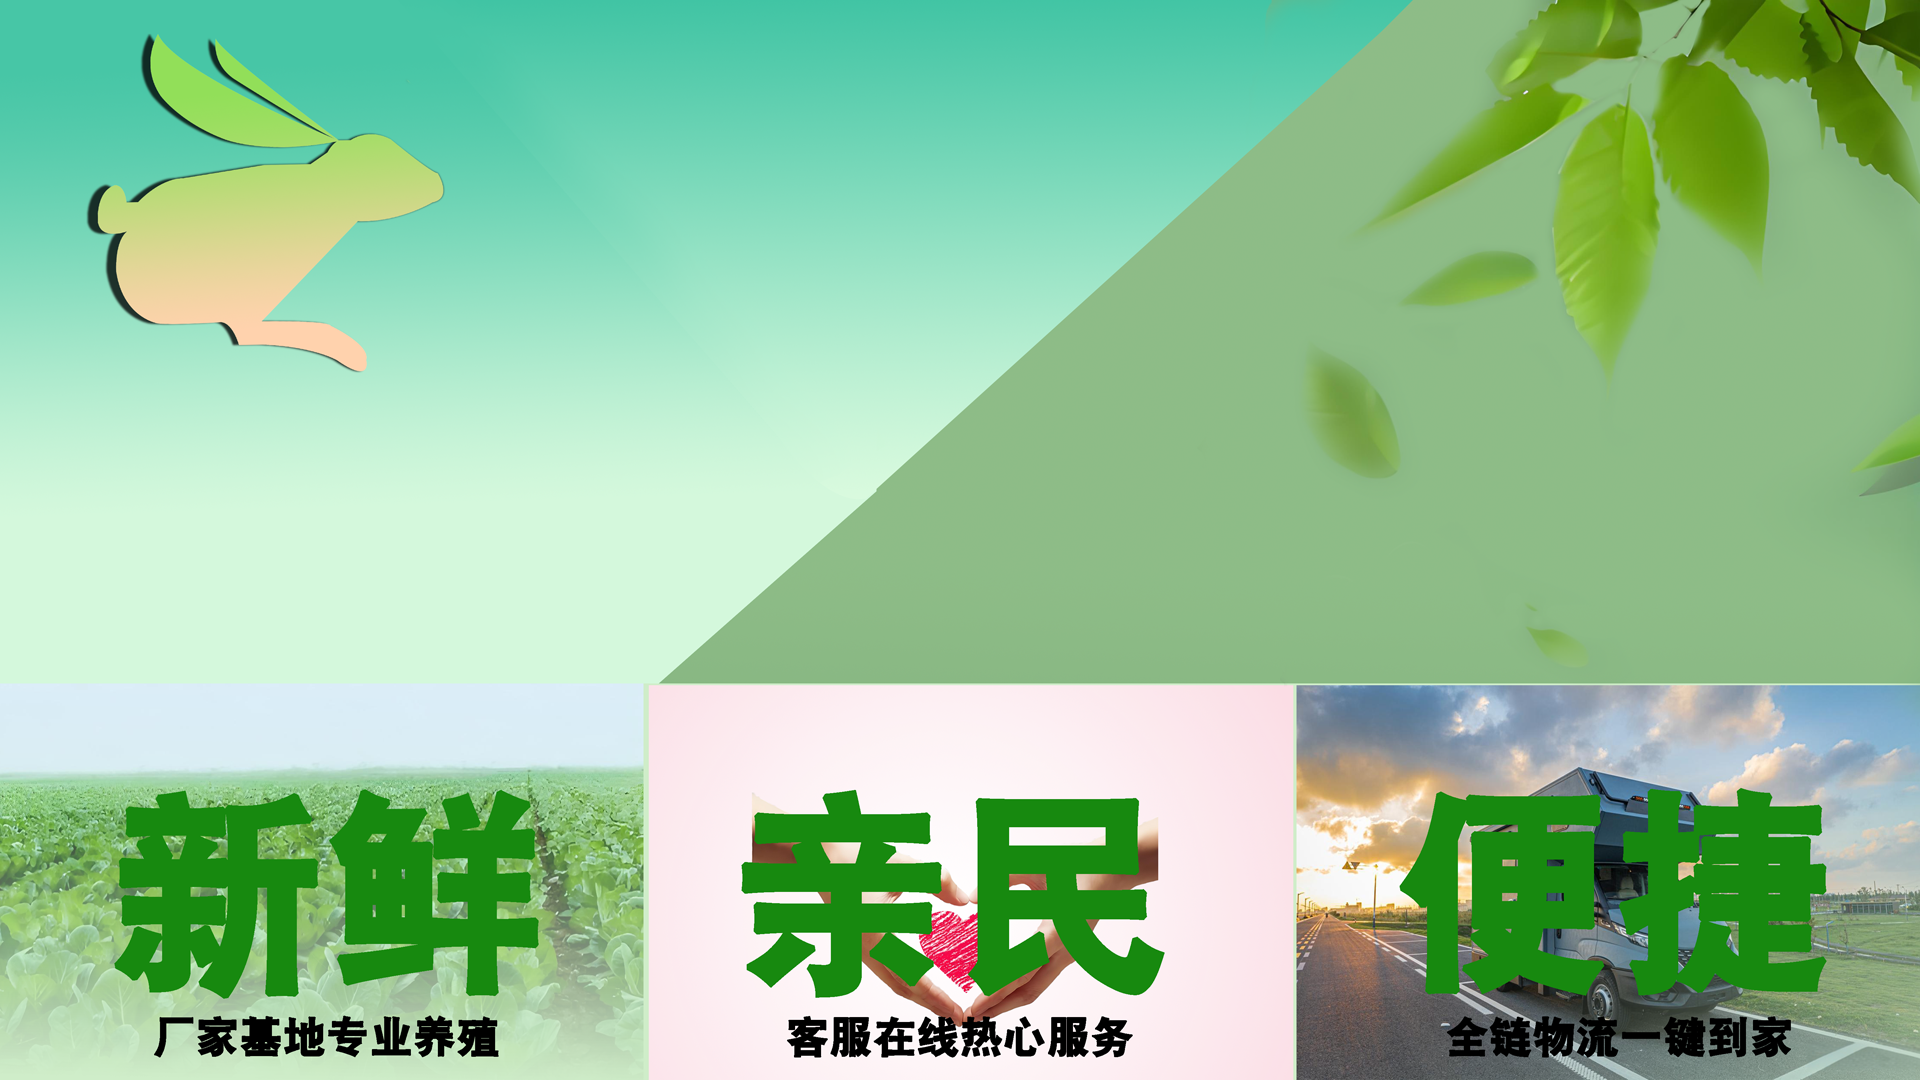 新鲜
厂家基地专业养殖
亲民
客服在线热心服务
便捷
全链物流一键到家